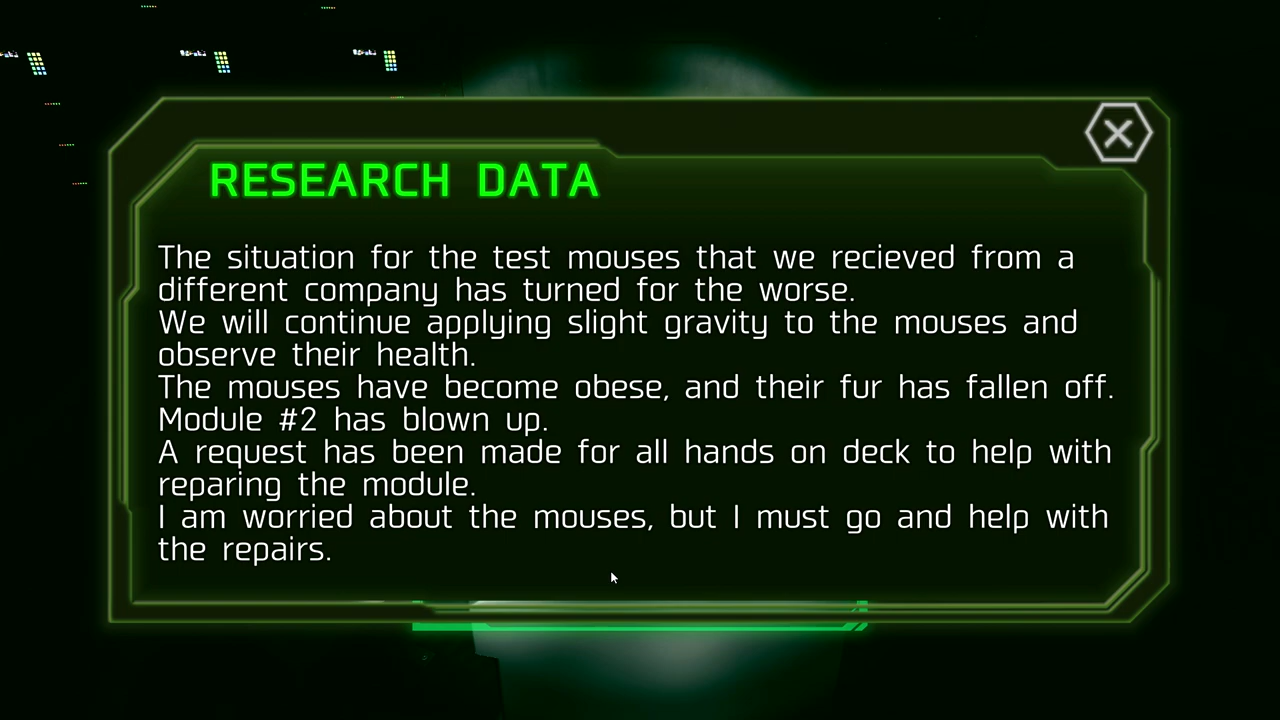 RESEARCH DATA
The situation for the test mouses that we recieved from a
different company has turned for the worse.
We will continue applying slight gravity to the mouses and
observe their health.
The mouses have become obese, and their fur has fallen off.
Module #2 has blown up.
A request has been made for all hands on deck to help with
reparing the module.
I am worried about the mouses, but I must go and help with
the repairs.